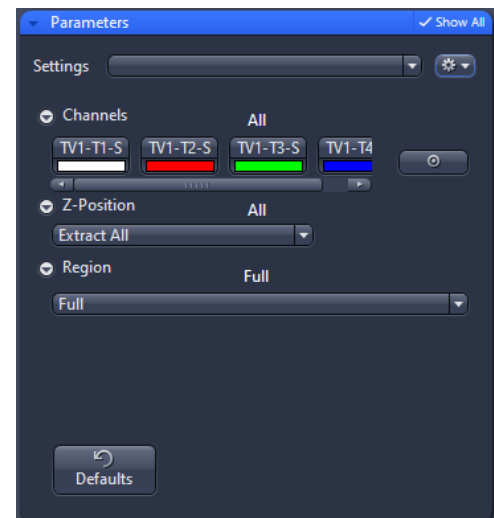 Parameters ✓ Show All
Settings
Channels All
TV1-T1-S TV1-T2-S TV1-T3-S TV1-T4
Z-Position All
Extract All
Region Full
Full
Defaults